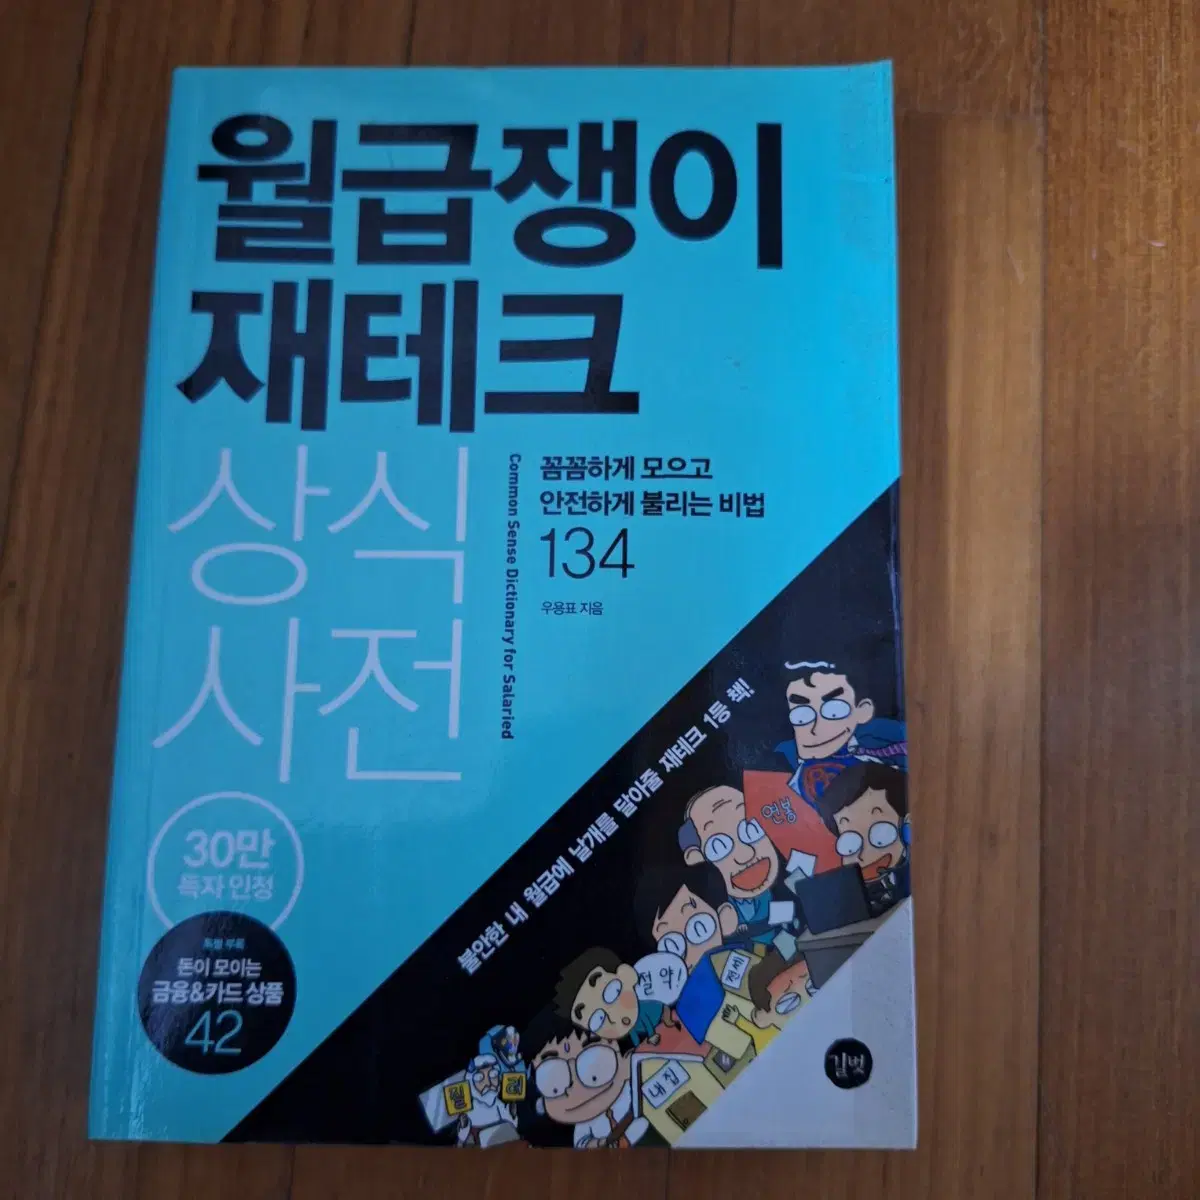 월급쟁이
재테크
상식
사전
Common Sense Dictionary for Salaried
꼼꼼하게 모으고
안전하게 불리는 비법
134
우용표 지음
불안한 내 월급에 날개를 달아줄 재테크 1등 책!
30만
독자 인정
특별 부록
돈이 모이는
금융&카드 상품
42
연봉
절약!
전세
내집
길벗